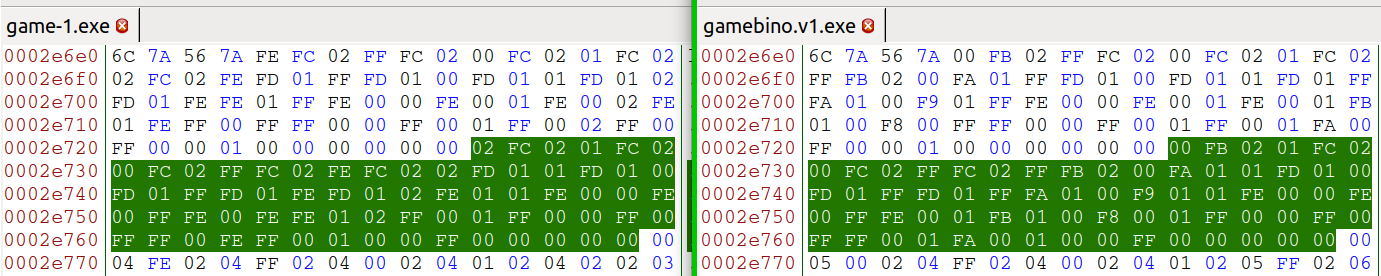 game-1.exe
0002e6e0 6C 7A 56 7A FE FC 02 FF FC 02 00 FC 02 01 FC 02
0002e6f0 02 FC 02 FE FD 01 FF FD 01 00 FD 01 01 FD 01 02
0002e700 FD 01 FE FE 01 FF FE 00 00 FE 00 01 FE 00 02 FE
0002e710 01 FE FF 00 FF FF 00 00 FF 00 01 FF 00 02 FF 00
0002e720 FF 00 00 01 00 00 00 00 00 00 02 FC 02 01 FC 02
0002e730 00 FC 02 FF FC 02 FE FC 02 02 FD 01 01 FD 01 00
0002e740 FD 01 FF FD 01 FE FD 01 02 FE 01 01 FE 00 00 FE
0002e750 00 FF FE 00 FE FE 01 02 FF 00 01 FF 00 00 FF 00
0002e760 FF FF 00 FE FF 00 01 00 00 FF 00 00 00 00 00 00
0002e770 04 FE 02 04 FF 02 04 00 02 04 01 02 04 02 02 03
gamebino.v1.exe
0002e6e0 6C 7A 56 7A 00 FB 02 FF FC 02 00 FC 02 01 FC 02
0002e6f0 FF FB 02 00 FA 01 FF FD 01 00 FD 01 01 FD 01 FF
0002e700 FA 01 00 F9 01 FF FE 00 00 FE 00 01 FE 00 01 FB
0002e710 01 00 F8 00 FF FF 00 00 FF 00 01 FF 00 01 FA 00
0002e720 FF 00 00 01 00 00 00 00 00 00 00 FB 02 01 FC 02
0002e730 00 FC 02 FF FC 02 FF FB 02 00 FA 01 01 FD 01 00
0002e740 FD 01 FF FD 01 FF FA 01 00 F9 01 01 FE 00 00 FE
0002e750 00 FF FE 00 01 FB 01 00 F8 00 01 FF 00 00 FF 00
0002e760 FF FF 00 01 FA 00 01 00 00 FF 00 00 00 00 00 00
0002e770 05 00 02 04 FF 02 04 00 02 04 01 02 05 FF 02 06